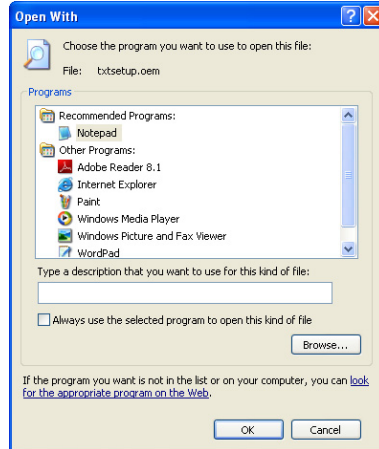 Open With
Choose the program you want to use to open this file:
File: txtsetup.oem
Programs
Recommended Programs:
Notepad
Other Programs:
Adobe Reader 8.1
Internet Explorer
Paint
Windows Media Player
Windows Picture and Fax Viewer
WordPad
Type a description that you want to use for this kind of file:
Always use the selected program to open this kind of file
Browse...
If the program you want is not in the list or on your computer, you can look
for the appropriate program on the Web.
OK Cancel